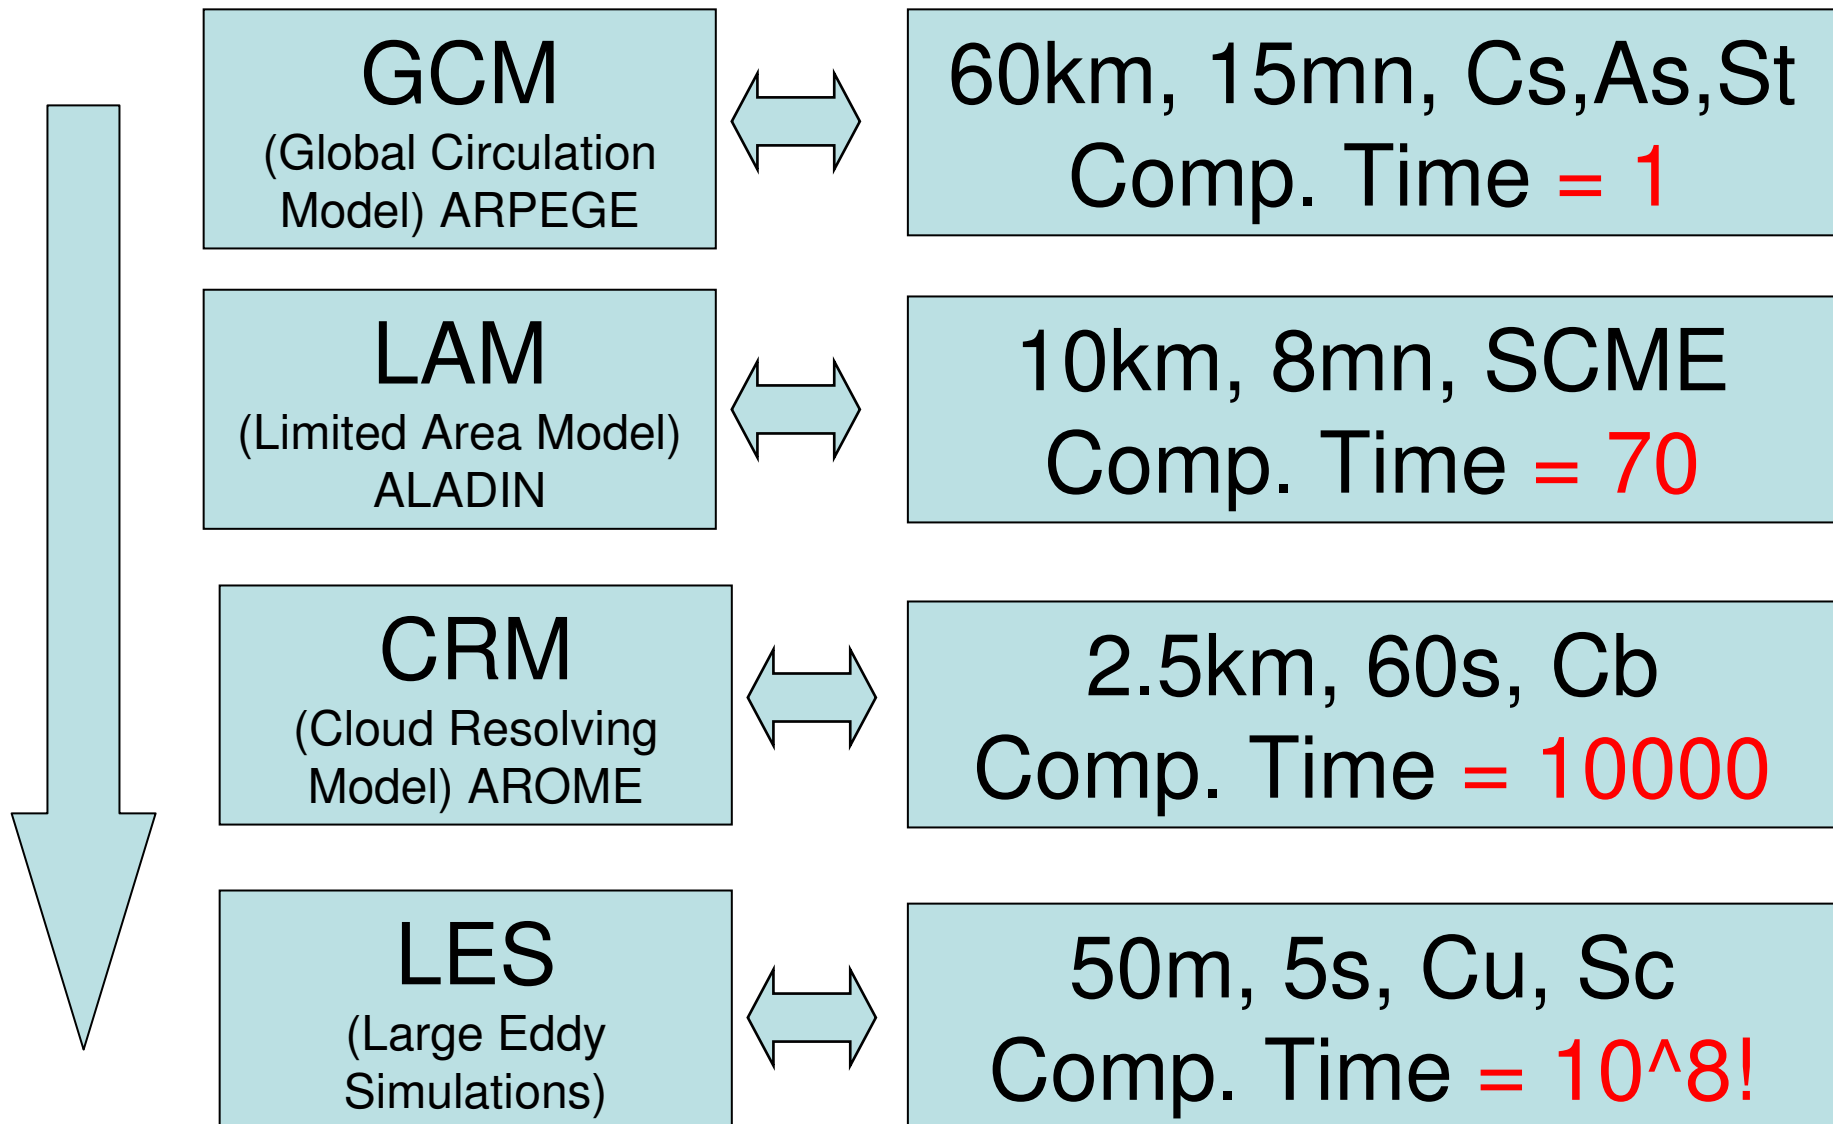 GCM
(Global Circulation
Model) ARPEGE
60km, 15mn, Cs,As,St
Comp. Time = 1
LAM
(Limited Area Model)
ALADIN
10km, 8mn, SCME
Comp. Time = 70
CRM
(Cloud Resolving
Model) AROME
2.5km, 60s, Cb
Comp. Time = 10000
LES
(Large Eddy
Simulations)
50m, 5s, Cu, Sc
Comp. Time = 10^8!